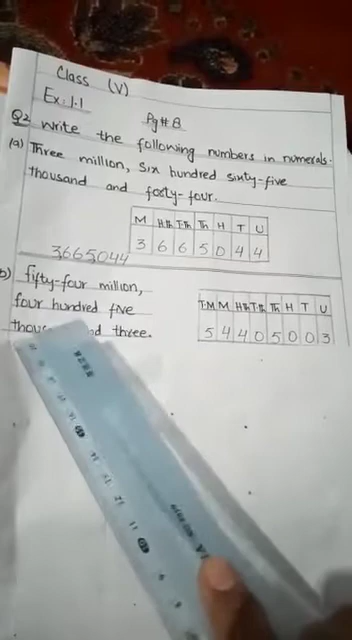 Class (V)
Ex:1.1
Pg# 8
Q2 Write the following numbers in numerals.
(a) Three million, six hundred sixty-five
thousand and forty-four.
M H.th T-Th Th H T U
3 6 6 5 0 4 4
3665044
b) fifty-four million,
four hundred five
and three.
T.M M H.th T.th Th H T U
5 4 4 0 5 0 0 3